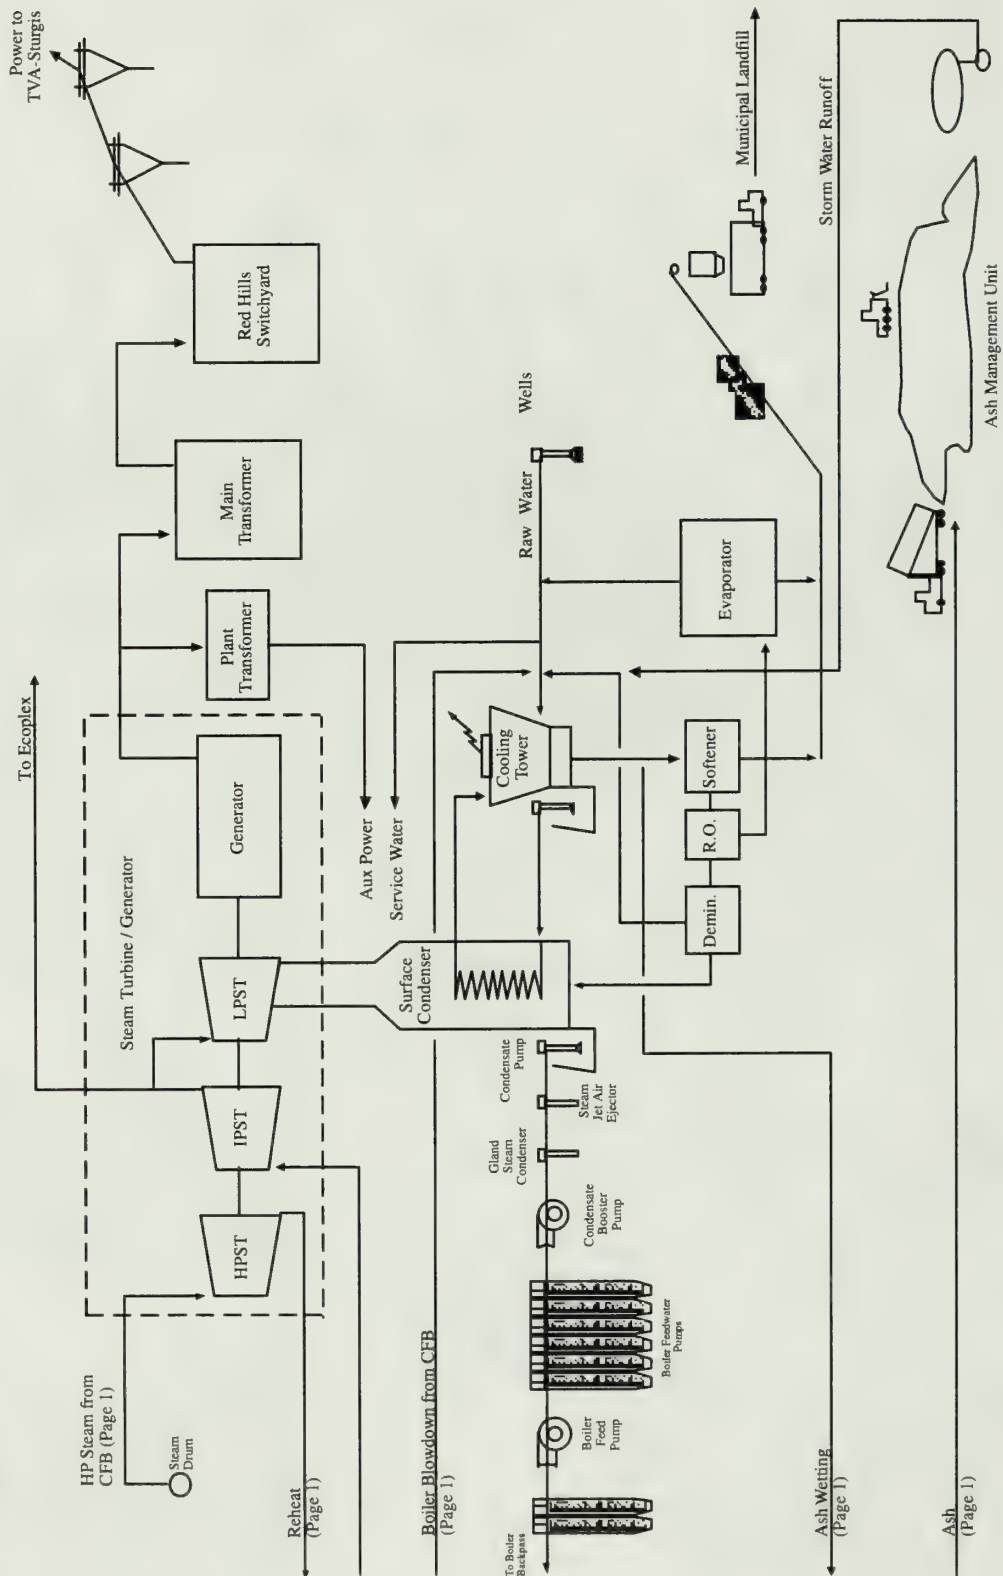 Power to
TVA-Sturgis
To Ecoplex
Red Hills
Switchyard
Main
Transformer
Plant
Transformer
Generator
Steam Turbine / Generator
LPST
IPST
HPST
HP Steam from
CFB (Page 1)
Steam
Drum
Reheat
(Page 1)
Aux Power
Service Water
Boiler Blowdown from CFB
(Page 1)
Municipal Landfill
Wells
Raw Water
Cooling
Tower
Surface
Condenser
Condensate
Pump
Steam
Jet Air
Ejector
Gland
Steam
Condenser
Condensate
Booster
Pump
Boiler Feedwater
Pumps
Boiler
Feed
Pump
To Boiler
Backpass
Evaporator
Softener
R.O.
Demin.
Storm Water Runoff
Ash Wetting
(Page 1)
Ash Management Unit
Ash
(Page 1)